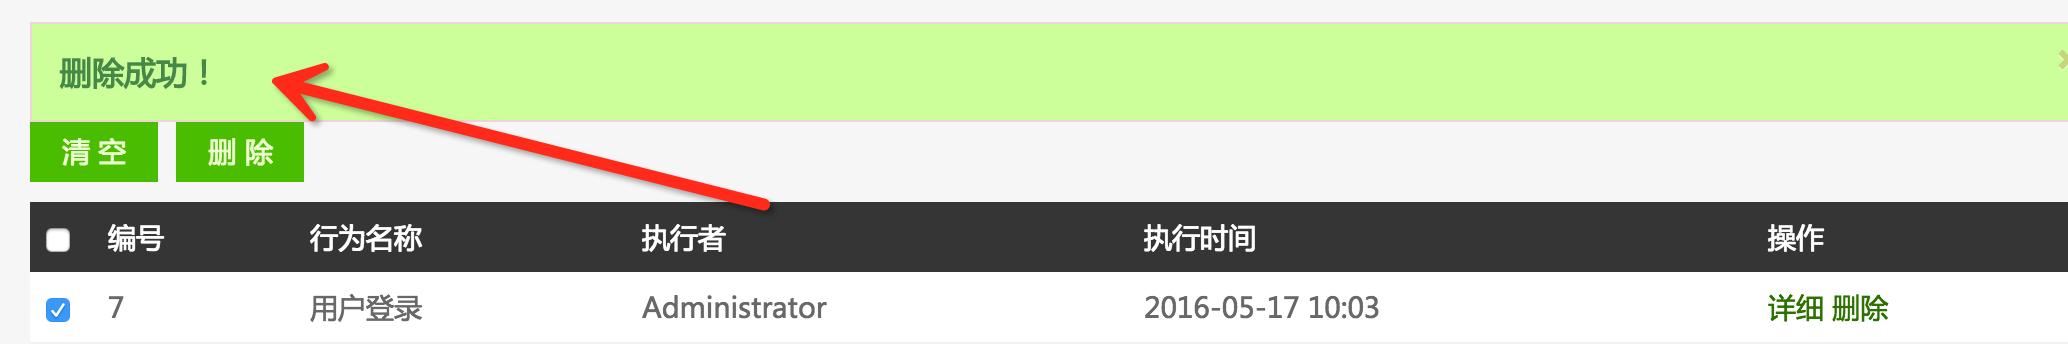 删除成功！
清 空 删 除
编号 行为名称 执行者 执行时间 操作
7 用户登录 Administrator 2016-05-17 10:03 详细 删除